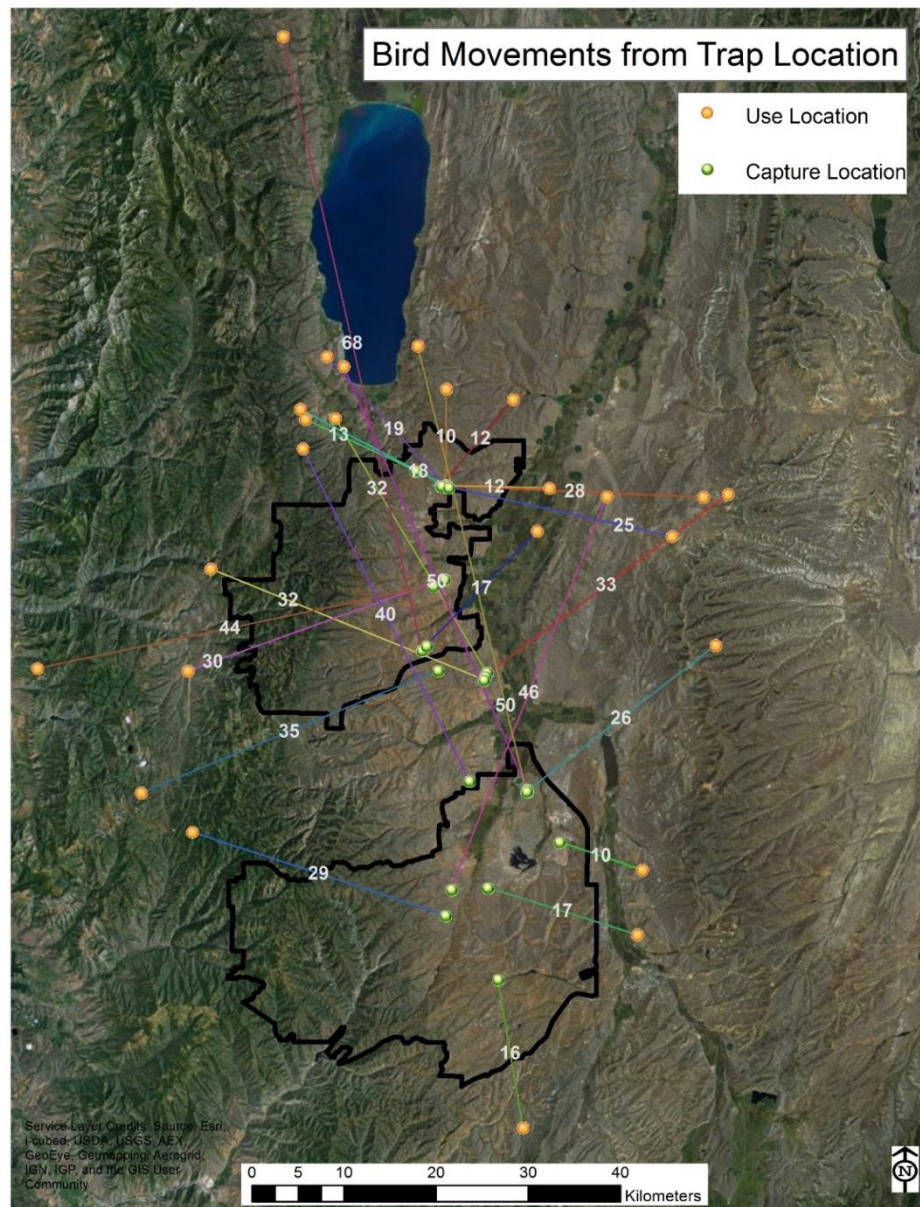 Bird Movements from Trap Location
Use Location
Capture Location
68
19
10
12
13
18
32
12
28
25
50
17
33
32
40
44
30
46
50
35
26
10
29
17
16
Service Layer Credits: Source: Esri,
i-cubed, USDA, USGS, AEX,
GeoEye, Getmapping, Aerogrid,
IGN, IGP, and the GIS User
Community
0 5 10 20 30 40
Kilometers
N